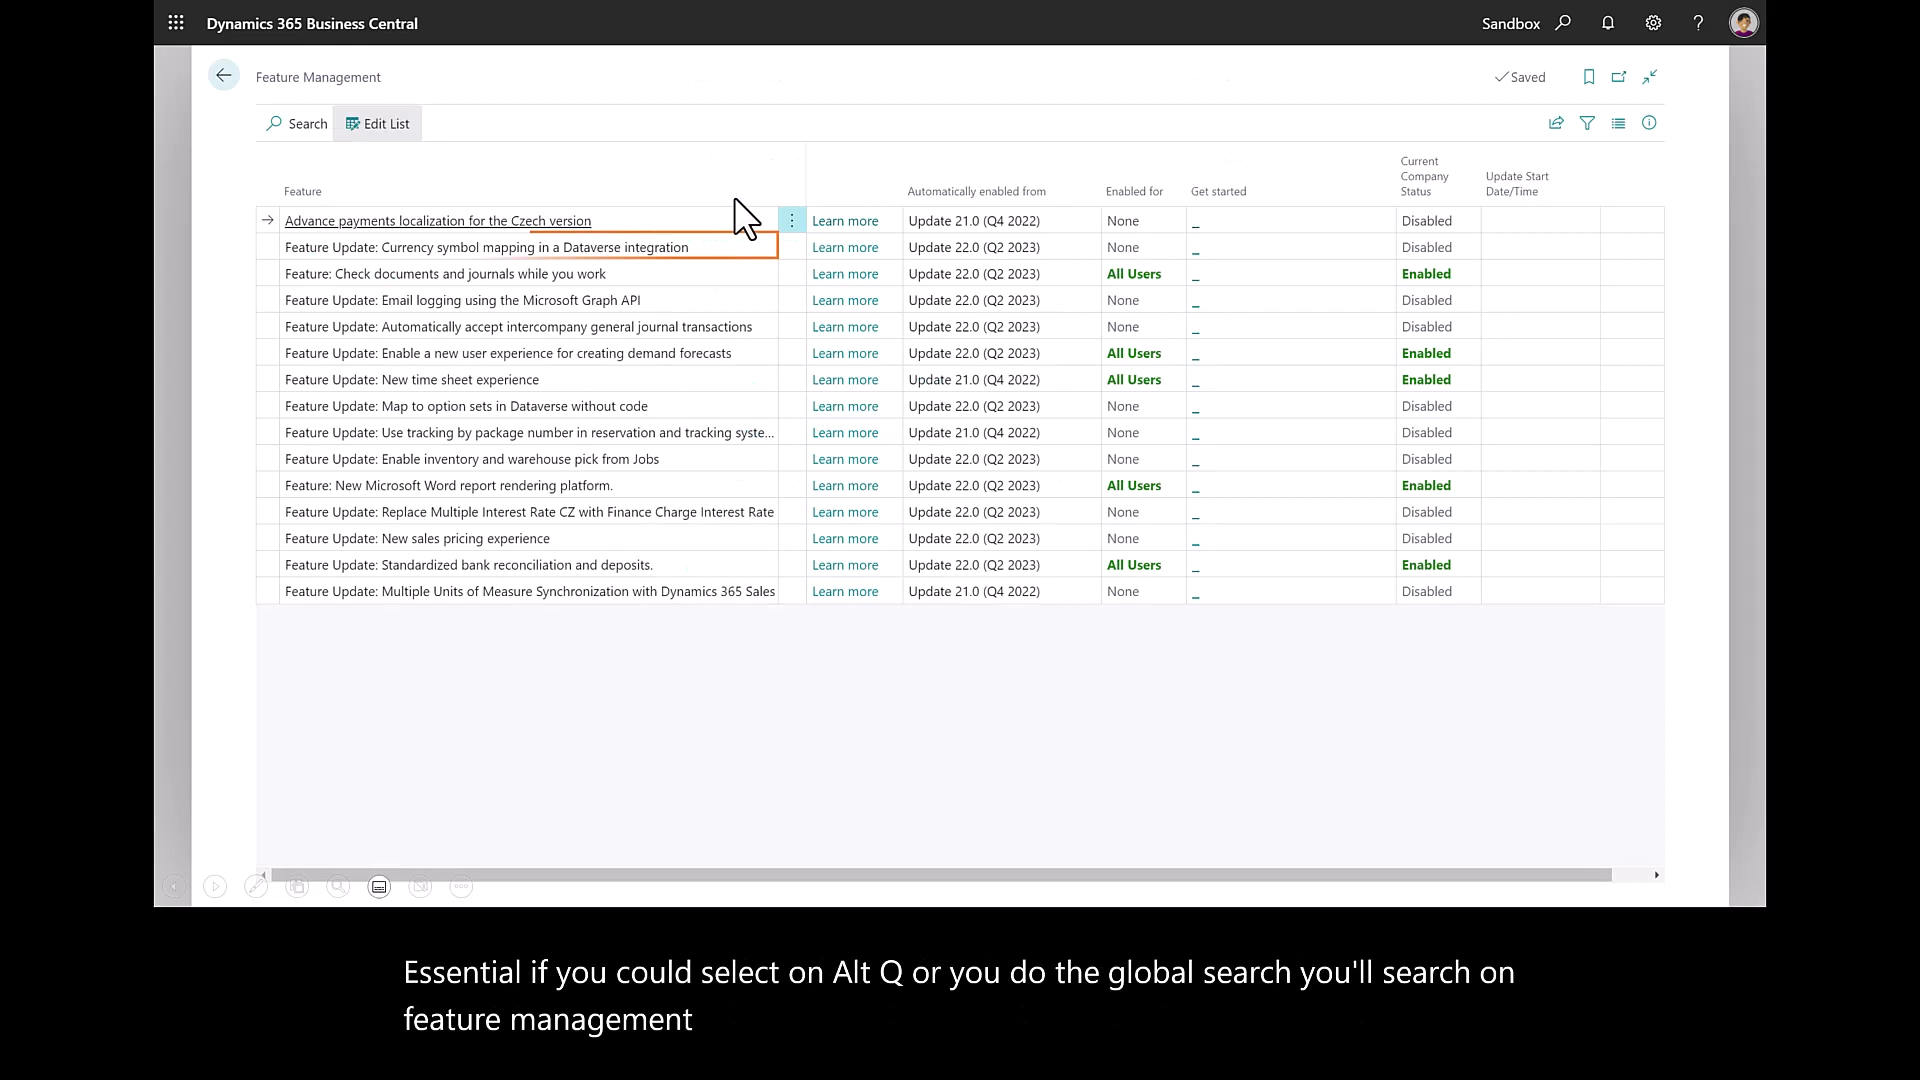 Dynamics 365 Business Central
Sandbox
Feature Management
Saved
Search
Edit List
Feature
Automatically enabled from
Enabled for
Get started
Current
Company
Status
Update Start
Date/Time
Advance payments localization for the Czech version Learn more Update 21.0 (Q4 2022) None _ Disabled
Feature Update: Currency symbol mapping in a Dataverse integration Learn more Update 22.0 (Q2 2023) None _ Disabled
Feature: Check documents and journals while you work Learn more Update 22.0 (Q2 2023) All Users _ Enabled
Feature Update: Email logging using the Microsoft Graph API Learn more Update 22.0 (Q2 2023) None _ Disabled
Feature Update: Automatically accept intercompany general journal transactions Learn more Update 22.0 (Q2 2023) None _ Disabled
Feature Update: Enable a new user experience for creating demand forecasts Learn more Update 22.0 (Q2 2023) All Users _ Enabled
Feature Update: New time sheet experience Learn more Update 21.0 (Q4 2022) All Users _ Enabled
Feature Update: Map to option sets in Dataverse without code Learn more Update 22.0 (Q2 2023) None _ Disabled
Feature Update: Use tracking by package number in reservation and tracking syste... Learn more Update 21.0 (Q4 2022) None _ Disabled
Feature Update: Enable inventory and warehouse pick from Jobs Learn more Update 22.0 (Q2 2023) None _ Disabled
Feature: New Microsoft Word report rendering platform. Learn more Update 22.0 (Q2 2023) All Users _ Enabled
Feature Update: Replace Multiple Interest Rate CZ with Finance Charge Interest Rate Learn more Update 22.0 (Q2 2023) None _ Disabled
Feature Update: New sales pricing experience Learn more Update 22.0 (Q2 2023) None _ Disabled
Feature Update: Standardized bank reconciliation and deposits. Learn more Update 22.0 (Q2 2023) All Users _ Enabled
Feature Update: Multiple Units of Measure Synchronization with Dynamics 365 Sales Learn more Update 21.0 (Q4 2022) None _ Disabled
Essential if you could select on Alt Q or you do the global search you'll search on
feature management